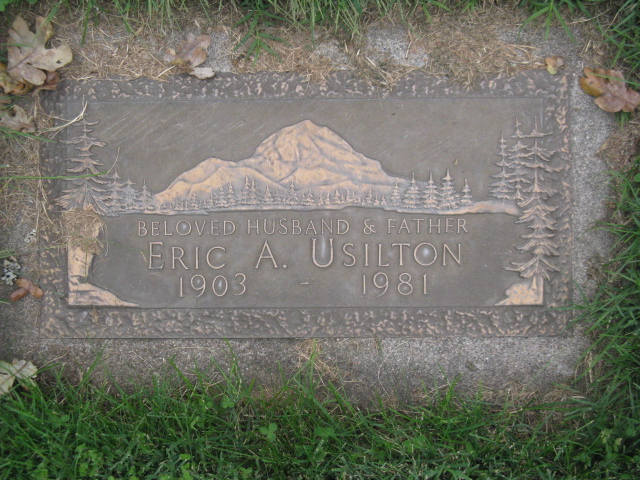 BELOVED HUSBAND & FATHER
ERIC A. USILTON
1903 - 1981